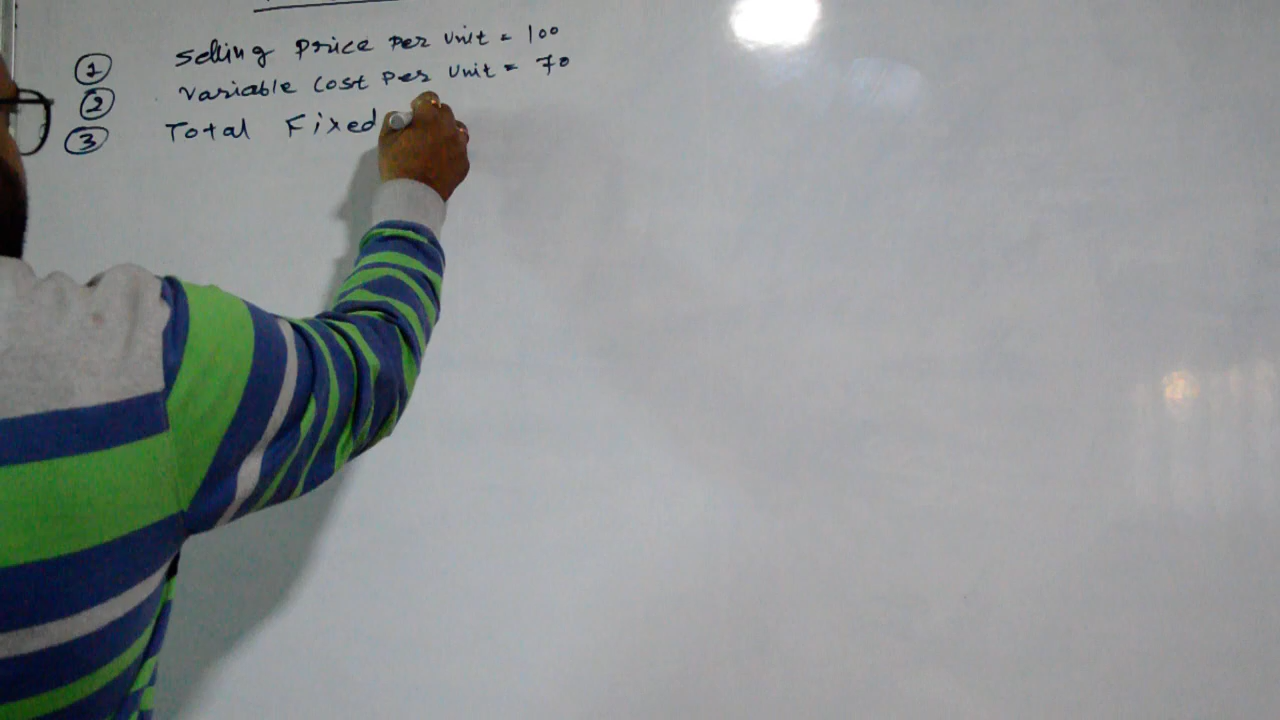 ① Selling Price Per Unit = 100
② Variable Cost Per Unit = 70
③ Total Fixed